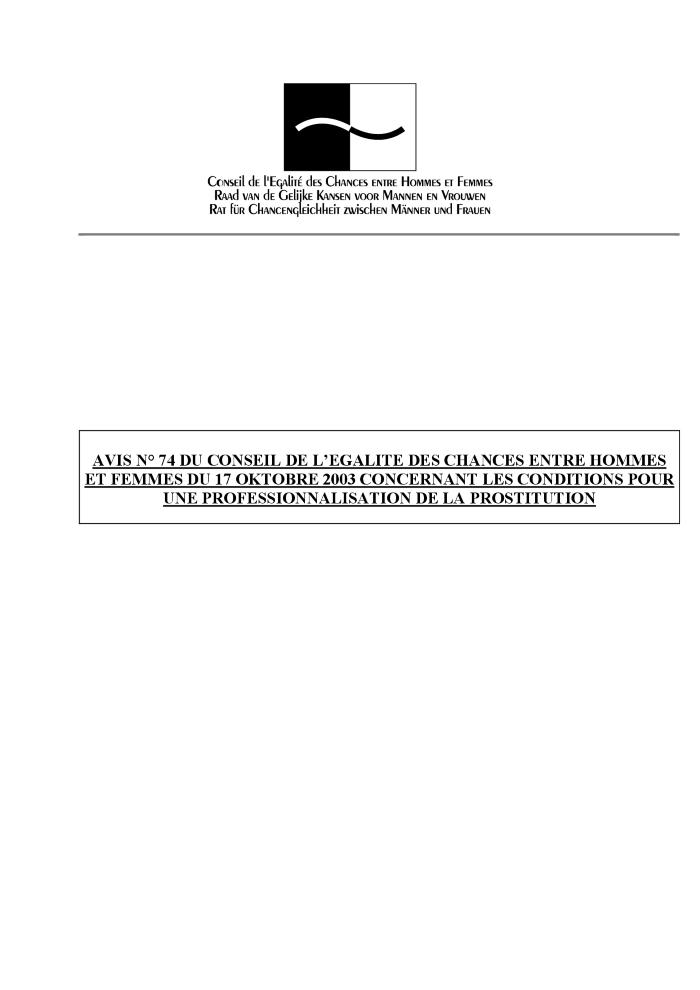 Conseil de l'Egalité des Chances entre Hommes et Femmes
Raad van de Gelijke Kansen voor Mannen en Vrouwen
Rat für Chancengleichheit zwischen Männer und Frauen
AVIS N° 74 DU CONSEIL DE L’EGALITE DES CHANCES ENTRE HOMMES
ET FEMMES DU 17 OKTOBRE 2003 CONCERNANT LES CONDITIONS POUR
UNE PROFESSIONNALISATION DE LA PROSTITUTION